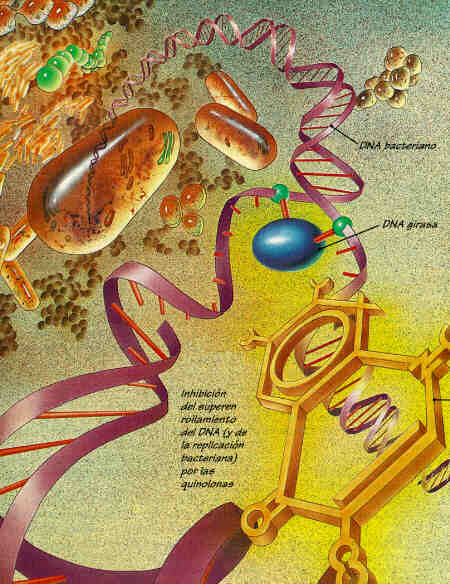 DNA bacteriano
DNA girasa
Inhibición
del superen
rollamiento
del DNA (y de
la replicación
bacteriana)
por las
quinolonas